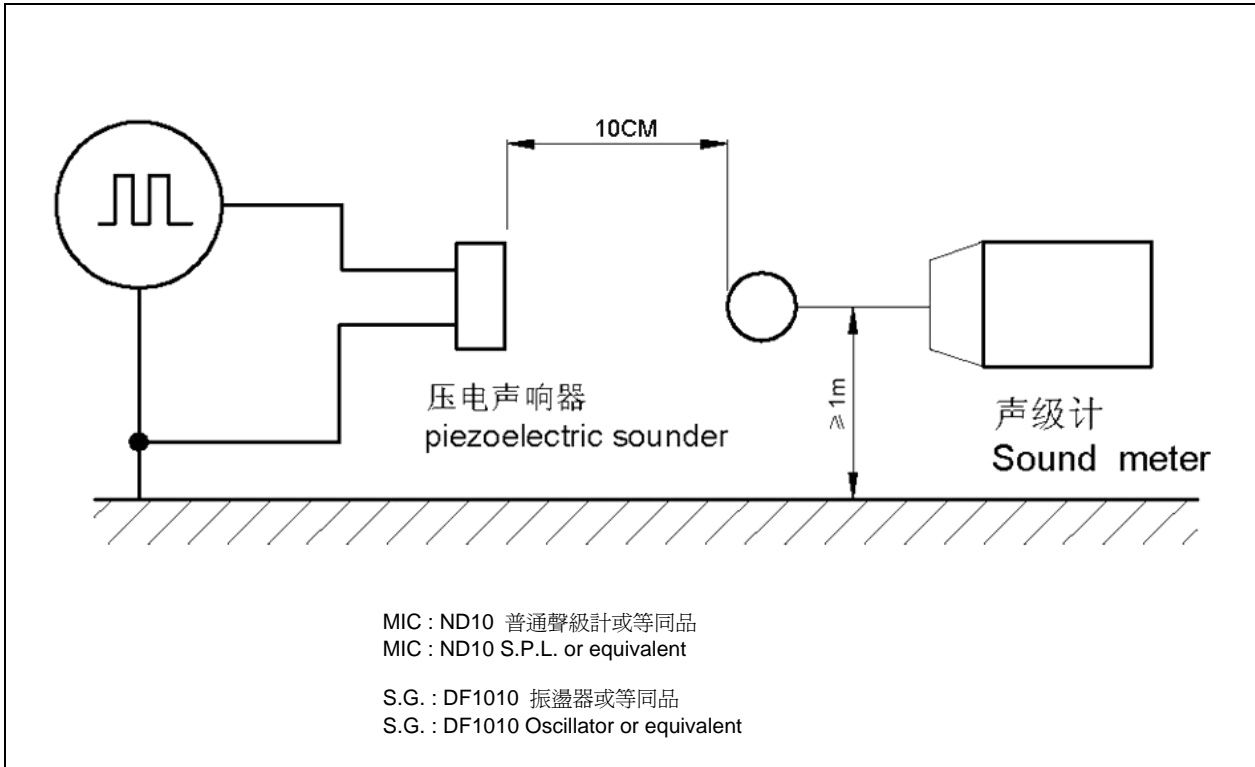 10CM
压电声响器
piezoelectric sounder
≥1m
声级计
Sound meter
MIC : ND10 普通聲級計或等同品
MIC : ND10 S.P.L. or equivalent
S.G. : DF1010 振盪器或等同品
S.G. : DF1010 Oscillator or equivalent